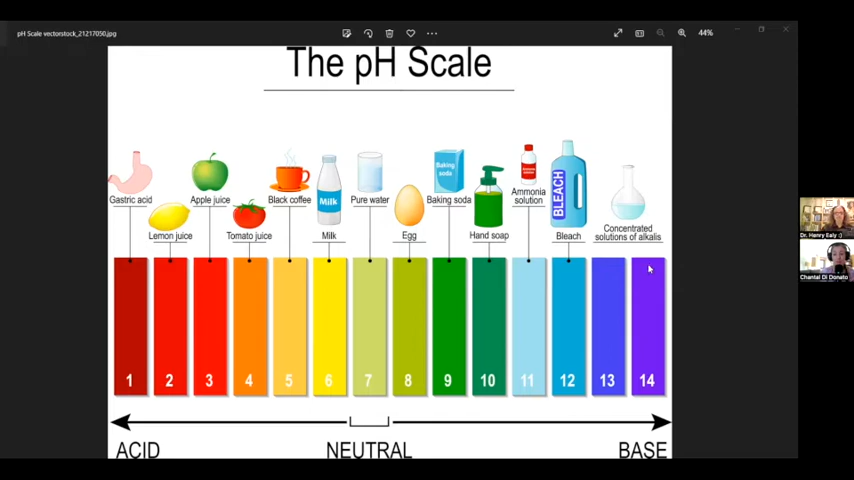 pH Scale vectorstock_21217050.jpg
44%
The pH Scale
Gastric acid
Lemon juice
Apple juice
Tomato juice
Black coffee
Milk
Milk
Pure water
Egg
Baking
soda
Baking soda
Hand soap
Ammonia
solution
BLEACH
Bleach
Concentrated
solutions of alkalis
1 2 3 4 5 6 7 8 9 10 11 12 13 14
ACID NEUTRAL BASE
Dr. Henry Ealy :)
Chantal Di Donato